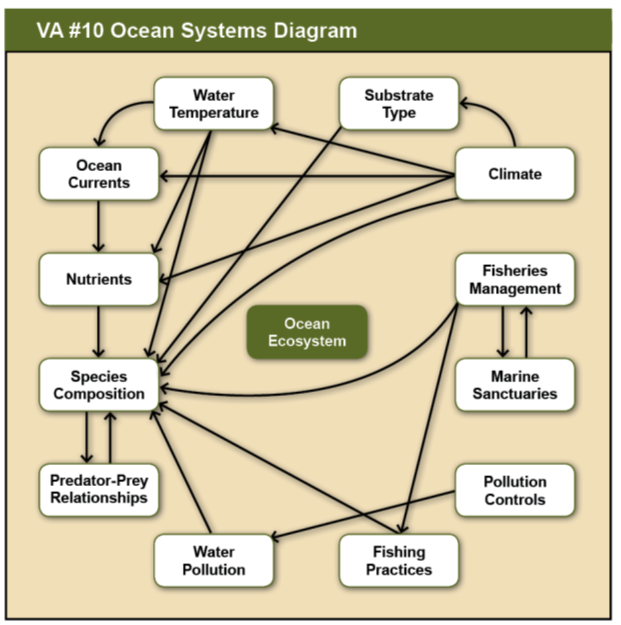 VA #10 Ocean Systems Diagram
Water
Temperature
Substrate
Type
Ocean
Currents
Climate
Nutrients
Fisheries
Management
Ocean
Ecosystem
Species
Composition
Marine
Sanctuaries
Predator-Prey
Relationships
Pollution
Controls
Water
Pollution
Fishing
Practices